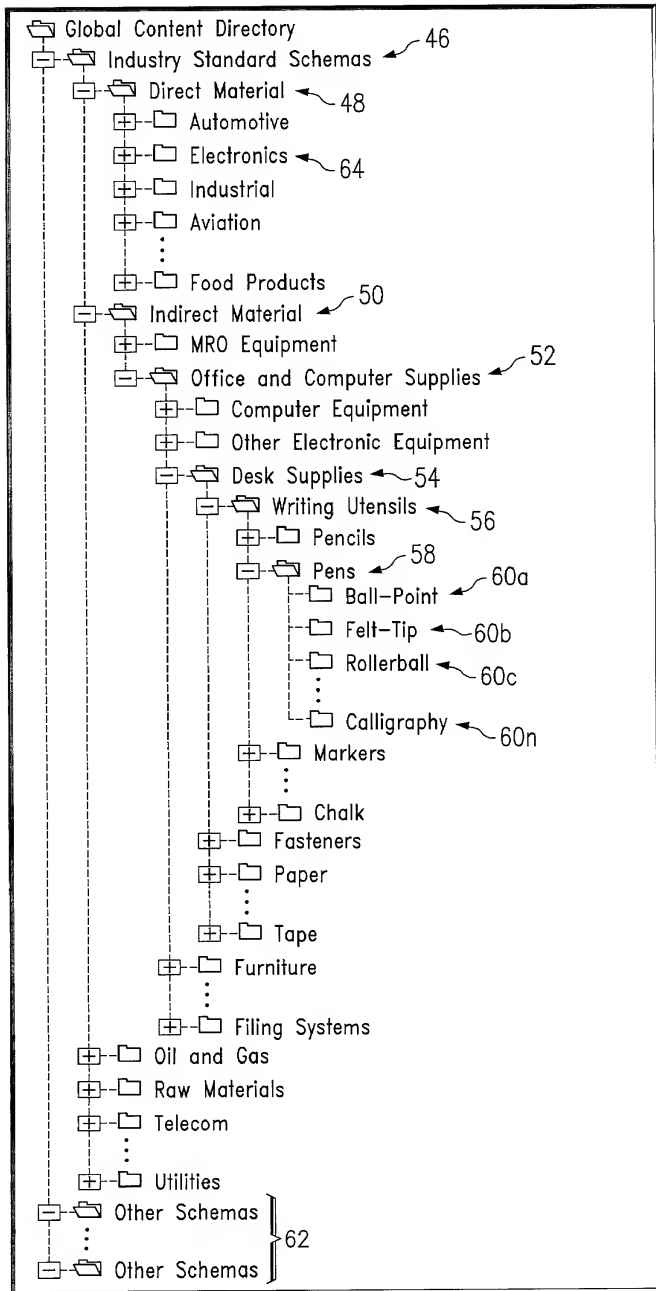 Global Content Directory
Industry Standard Schemas 46
Direct Material 48
Automotive
Electronics 64
Industrial
Aviation
Food Products
Indirect Material 50
MRO Equipment
Office and Computer Supplies 52
Computer Equipment
Other Electronic Equipment
Desk Supplies 54
Writing Utensils 56
Pencils
Pens 58
Ball-Point 60a
Felt-Tip 60b
Rollerball 60c
Calligraphy 60n
Markers
Chalk
Fasteners
Paper
Tape
Furniture
Filing Systems
Oil and Gas
Raw Materials
Telecom
Utilities
Other Schemas
62
Other Schemas